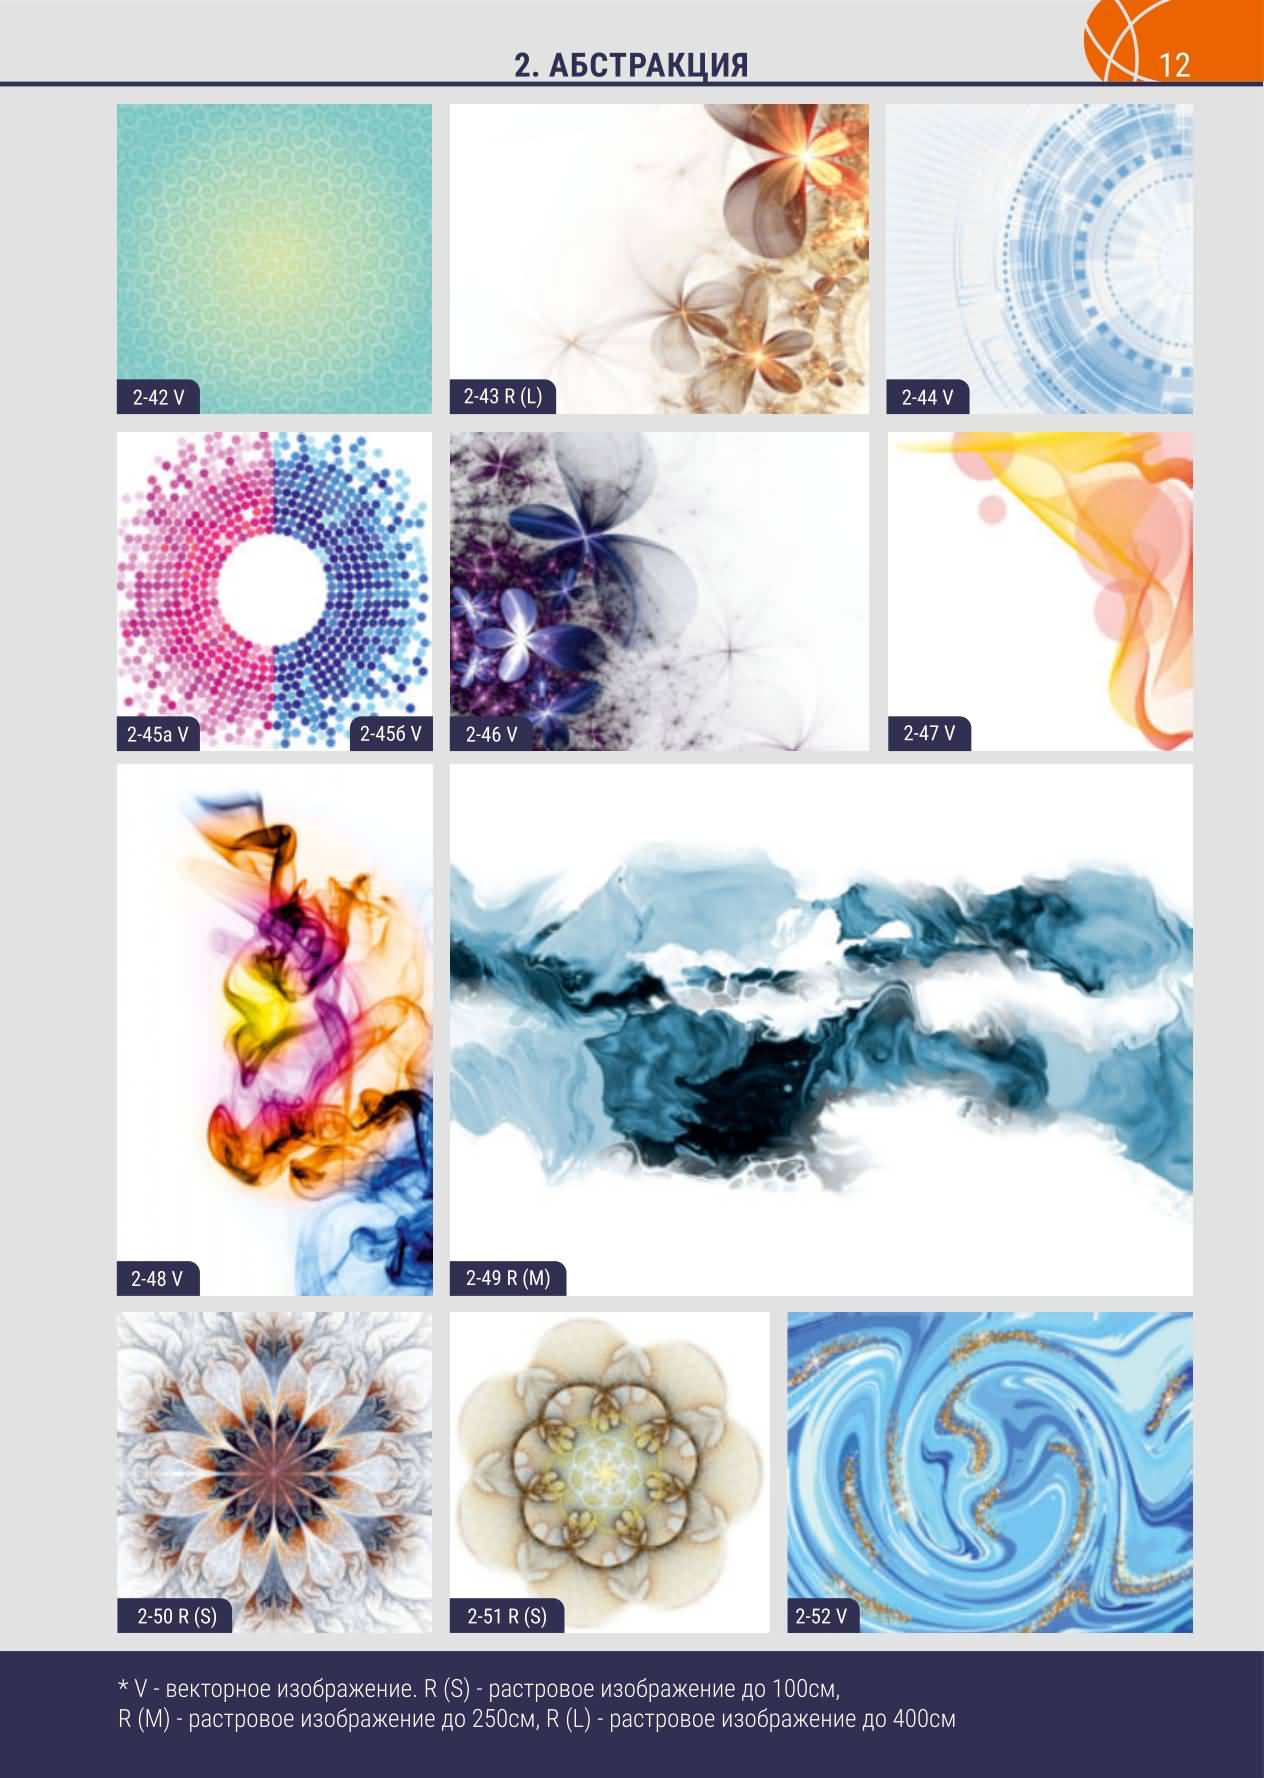 2. АБСТРАКЦИЯ
12
2-42 V
2-43 R (L)
2-44 V
2-45а V
2-45б V
2-46 V
2-47 V
2-48 V
2-49 R (M)
2-50 R (S)
2-51 R (S)
2-52 V
* V - векторное изображение. R (S) - растровое изображение до 100см,
R (M) - растровое изображение до 250см, R (L) - растровое изображение до 400см